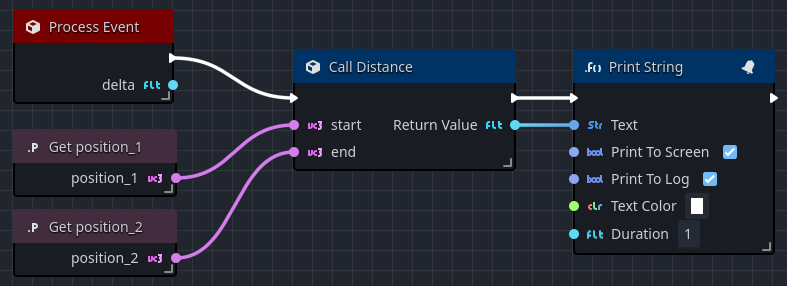 Process Event
delta flt
.P Get position_1
position_1 vc3
.P Get position_2
position_2 vc3
Call Distance
vc3 start
Return Value flt
vc3 end
.f() Print String
Str Text
bool Print To Screen
bool Print To Log
clr Text Color
flt Duration 1